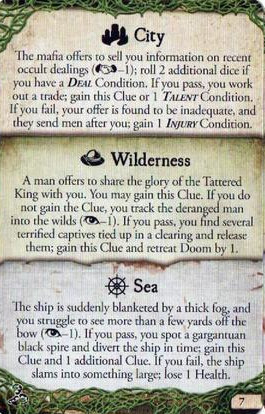 City
The mafia offers to sell you information on recent
occult dealings (–1); roll 2 additional dice if
you have a DEAL Condition. If you pass, you work
out a trade; gain this Clue or 1 TALENT Condition.
If you fail, your offer is found to be inadequate, and
they send men after you; gain 1 INJURY Condition.
Wilderness
A man offers to share the glory of the Tattered
King with you. You may gain this Clue. If you do
not gain the Clue, you track the deranged man
into the wilds (–1). If you pass, you find several
terrified captives tied up in a clearing and release
them; gain this Clue and retreat Doom by 1.
Sea
The ship is suddenly blanketed by a thick fog, and
you struggle to see more than a few yards off the
bow (–1). If you pass, you spot a gargantuan
black spire and divert the ship in time; gain this
Clue and 1 additional Clue. If you fail, the ship
slams into something large; lose 1 Health.
7